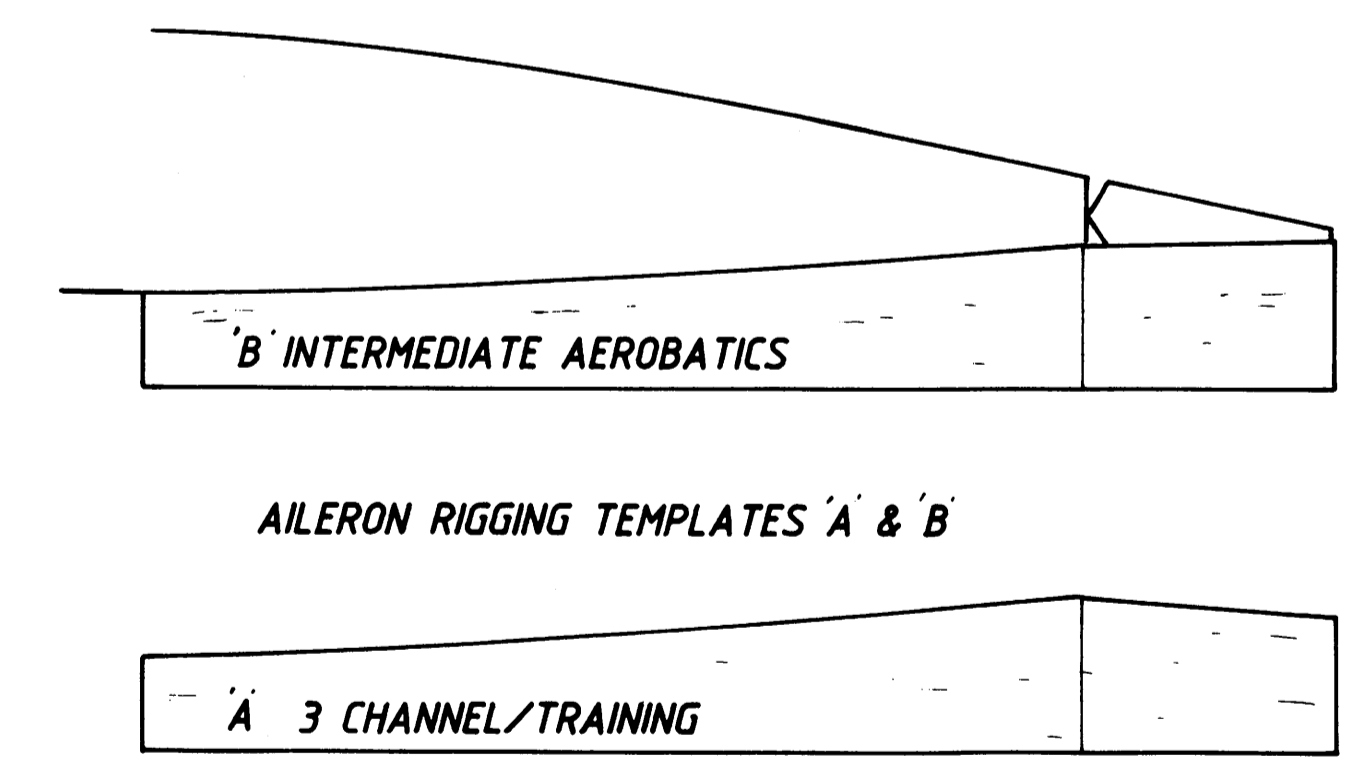 'B' INTERMEDIATE AEROBATICS
AILERON RIGGING TEMPLATES 'A' & 'B'
'A' 3 CHANNEL/TRAINING